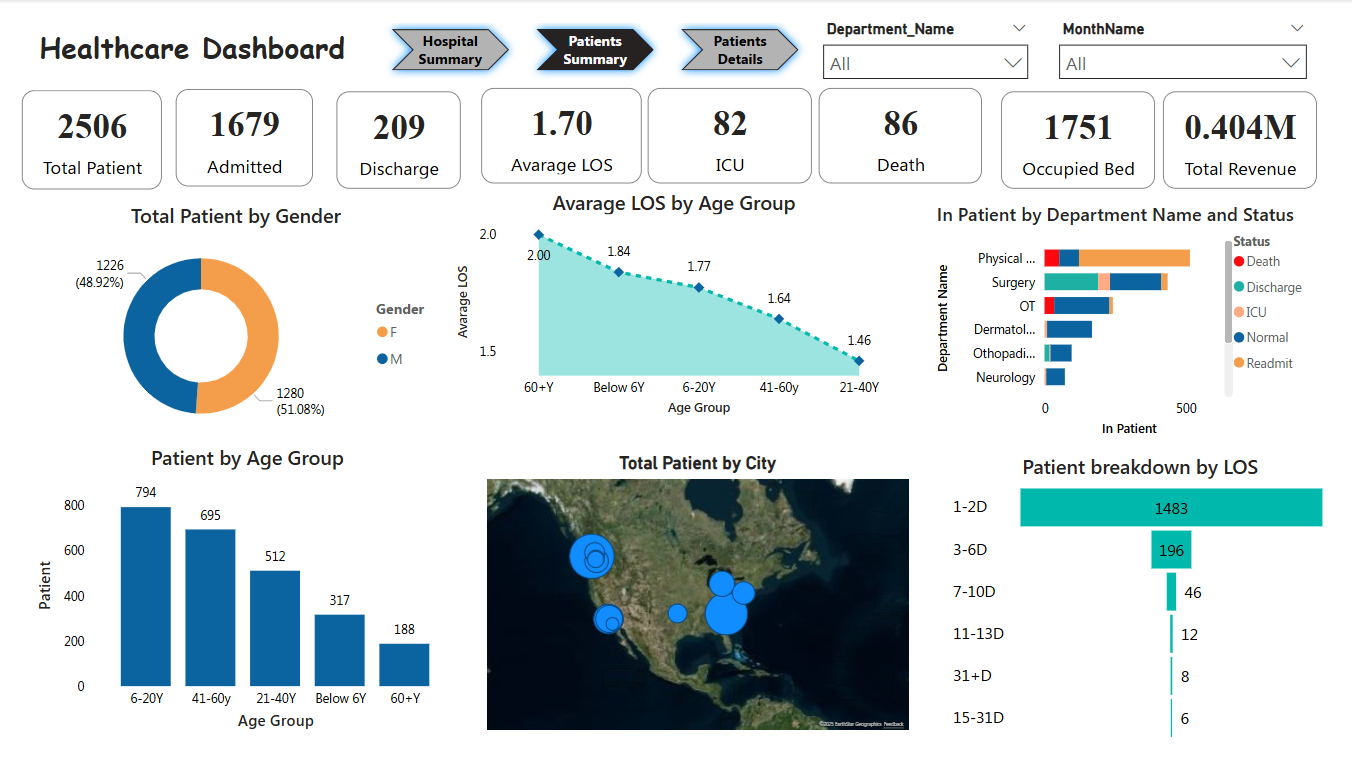 Healthcare Dashboard
Hospital
Summary
Patients
Summary
Patients
Details
Department_Name
All
MonthName
All
2506
Total Patient
1679
Admitted
209
Discharge
1.70
Avarage LOS
82
ICU
86
Death
1751
Occupied Bed
0.404M
Total Revenue
Total Patient by Gender
1226
(48.92%)
1280
(51.08%)
Gender
F
M
Avarage LOS by Age Group
Avarage LOS
2.0
1.5
2.00
1.84
1.77
1.64
1.46
60+Y
Below 6Y
6-20Y
41-60y
21-40Y
Age Group
In Patient by Department Name and Status
Department Name
Physical ...
Surgery
OT
Dermatol...
Othopadi...
Neurology
0
500
In Patient
Status
Death
Discharge
ICU
Normal
Readmit
Patient by Age Group
Patient
800
600
400
200
0
794
695
512
317
188
6-20Y
41-60y
21-40Y
Below 6Y
60+Y
Age Group
Total Patient by City
©2025 EarthStar Geographics Feedback
Patient breakdown by LOS
1-2D
1483
3-6D
196
7-10D
46
11-13D
12
31+D
8
15-31D
6